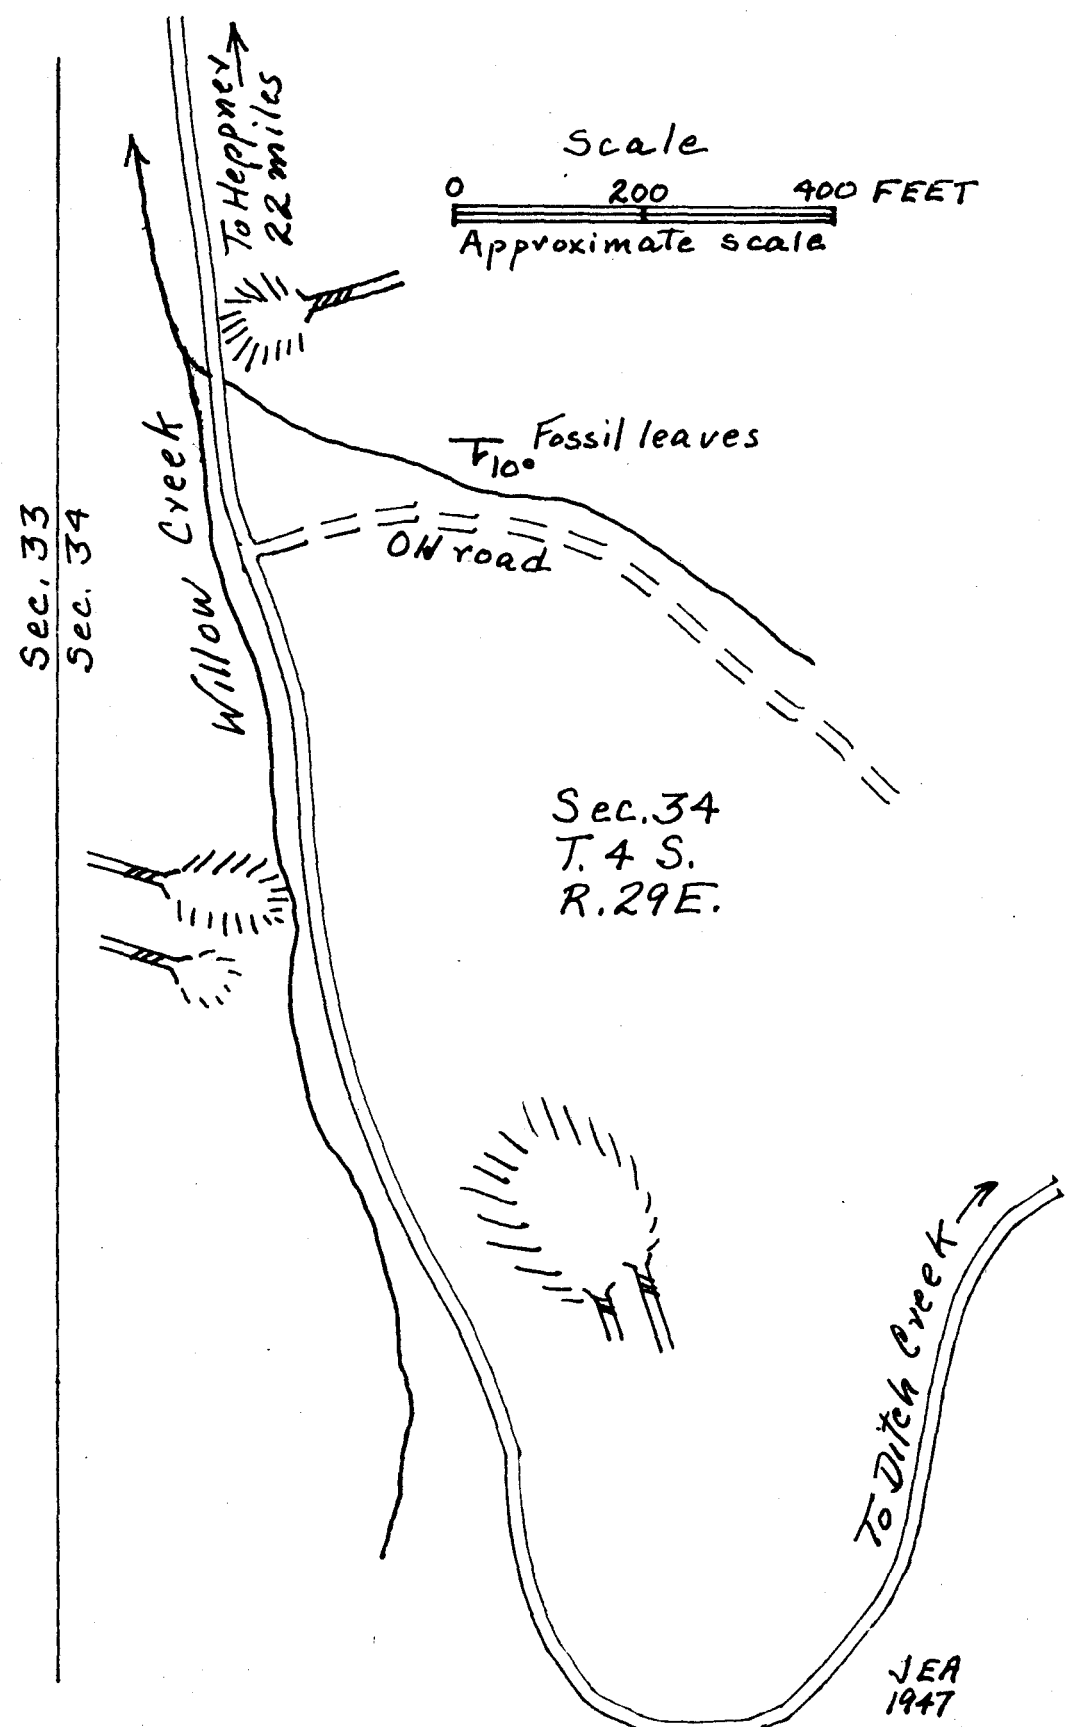 To Heppner
22 miles
Scale
0 200 400 FEET
Approximate scale
Fossil leaves
10°
Old road
Willow Creek
Sec. 33
Sec. 34
Sec. 34
T. 4 S.
R. 29 E.
To Ditch Creek
JEA
1947